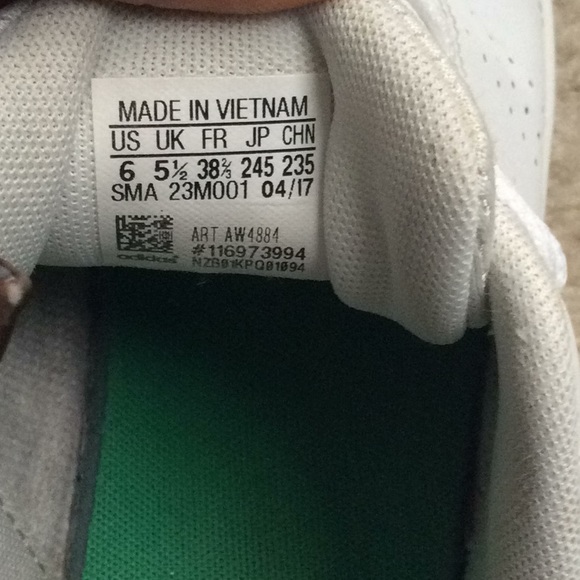 MADE IN VIETNAM
US UK FR JP CHN
6 5½ 38⅔ 245 235
SMA 23M001 04/17
ART AW4884
#116973994
adidas NZB01KPQ01094